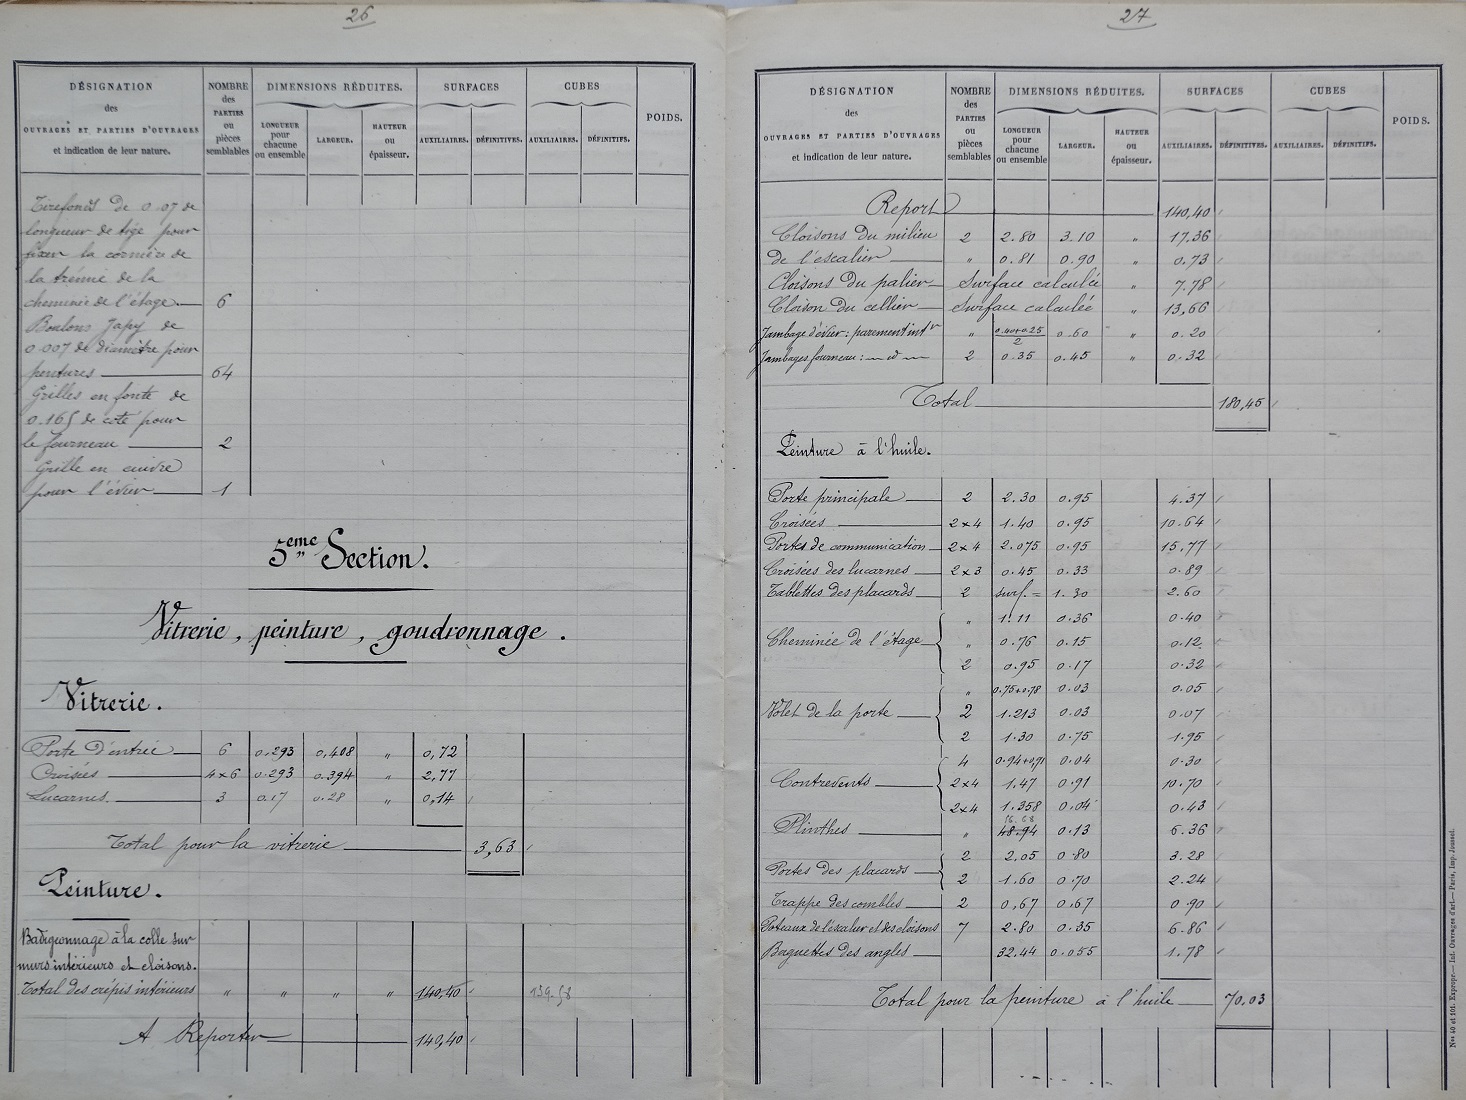 26
DÉSIGNATION
des
OUVRAGES ET PARTIES D'OUVRAGES
et indication de leur nature.
NOMBRE
des
PARTIES
ou
pièces
semblables
DIMENSIONS RÉDUITES.
LONGUEUR
pour
chacune
ou ensemble
LARGEUR.
HAUTEUR
ou
épaisseur.
SURFACES
AUXILIAIRES.
DÉFINITIVES.
CUBES
AUXILIAIRES.
DÉFINITIFS.
POIDS.
Tirefonds de 0.07 de
longueur de tige pour
fixer la cornière de
la trémie de la
cheminée de l'étage 6
Boulons Japy de
0.007 de diamètre pour
pentures 64
Grilles en fonte de
0.165 de côté pour
le fourneau 2
Grille en cuivre
pour l'évier 1
5eme Section.
Vitrerie, peinture, goudronnage.
Vitrerie.
Porte d'entrée 6 0.293 0,408 " 0,72
Croisées 4×6 0.293 0.394 " 2,77
Lucarnes. 3 0.17 0.28 " 0,14
Total pour la vitrerie 3,63
Peinture.
Badigeonnage à la colle sur
murs intérieurs et cloisons.
Total des crépis intérieurs " " " " 140,40 139.58
A Reporter 140,40
27
DÉSIGNATION
des
OUVRAGES ET PARTIES D'OUVRAGES
et indication de leur nature.
NOMBRE
des
PARTIES
ou
pièces
semblables
DIMENSIONS RÉDUITES.
LONGUEUR
pour
chacune
ou ensemble
LARGEUR.
HAUTEUR
ou
épaisseur.
SURFACES
AUXILIAIRES.
DÉFINITIVES.
CUBES
AUXILIAIRES.
DÉFINITIFS.
POIDS.
Report 140,40
Cloisons du milieu 2 2.80 3.10 " 17.36
de l'escalier " 0.81 0.90 " 0.73
Cloisons du palier Surface calculée " 7.78
Cloison du cellier Surface calculée " 13,66
Jambage d'évier: parement intr " 0.40+0.25/2 0.60 " 0.20
Jambages fourneau: — id — 2 0.35 0.45 " 0.32
Total 180,45
Peinture à l'huile.
Porte principale 2 2.30 0.95 4.37
Croisées 2×4 1.40 0.95 10.64
Portes de communication 2×4 2.075 0.95 15.77
Croisées des lucarnes 2×3 0.45 0.33 0.89
Tablettes des placards 2 surf. = 1.30 2.60
" 1.11 0.36 0.40
Cheminée de l'étage " 0.76 0.15 0.12
2 0.95 0.17 0.32
" 0.75+0.78 0.03 0.05
Volet de la porte 2 1.213 0.03 0.07
2 1.30 0.75 1.95
4 0.94+0,91 0.04 0.30
Contrevents 2×4 1.47 0.91 10.70
2×4 1.358 0.04 0.43
Plinthes " 48.94 0.13 6.36
2 2,05 0.80 3.28
Portes des placards 2 1.60 0.70 2.24
Trappe des combles 2 0,67 0,67 0.90
Poteaux de l'escalier et des cloisons 7 2.80 0.35 6.86
Baguettes des angles 32.44 0.055 1.78
Total pour la peinture à l'huile 70.03
Nos 40 et 101. Expropr. — Int. Ouvrages d'art. — Paris, Imp. Jousset.